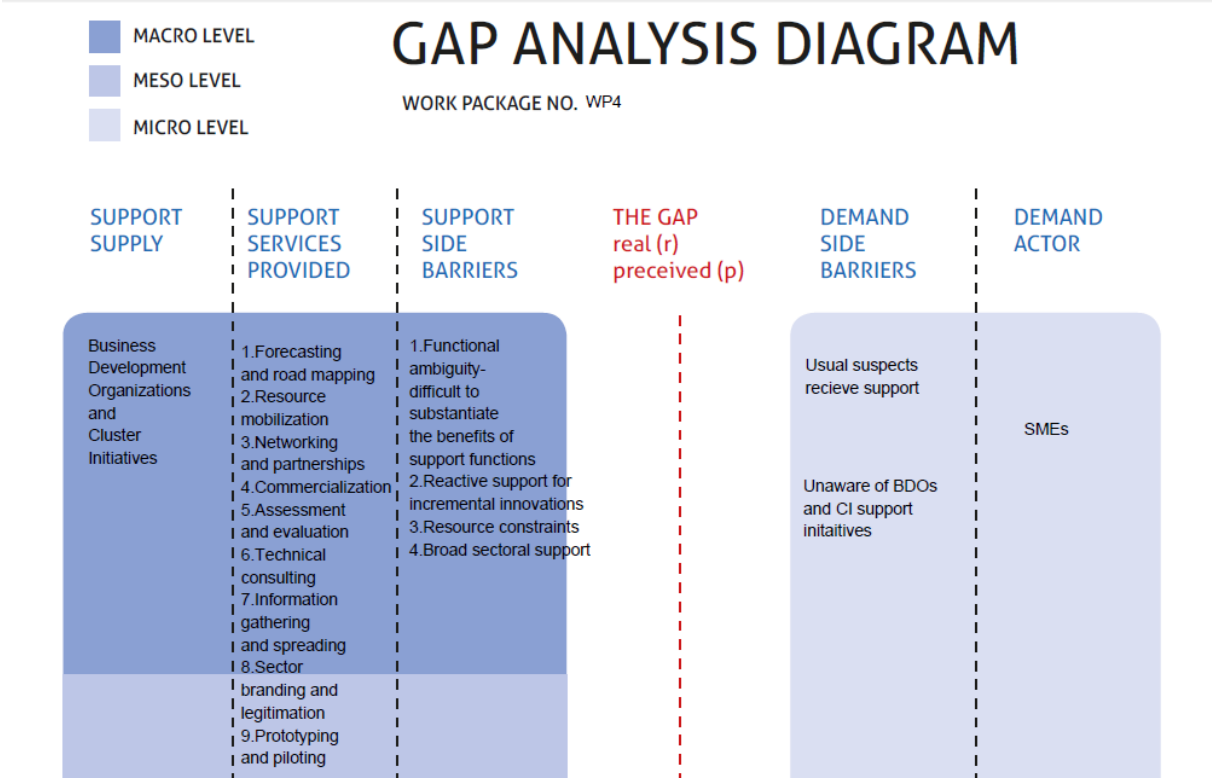 MACRO LEVEL
MESO LEVEL
MICRO LEVEL
GAP ANALYSIS DIAGRAM
WORK PACKAGE NO. WP4
SUPPORT
SUPPLY
SUPPORT
SERVICES
PROVIDED
SUPPORT
SIDE
BARRIERS
THE GAP
real (r)
preceived (p)
DEMAND
SIDE
BARRIERS
DEMAND
ACTOR
Business
Development
Organizations
and
Cluster
Initiatives
1.Forecasting
and road mapping
2.Resource
mobilization
3.Networking
and partnerships
4.Commercialization
5.Assessment
and evaluation
6.Technical
consulting
7.Information
gathering
and spreading
8.Sector
branding and
legitimation
9.Prototyping
and piloting
1.Functional
ambiguity-
difficult to
substantiate
the benefits of
support functions
2.Reactive support for
incremental innovations
3.Resource constraints
4.Broad sectoral support
Usual suspects
recieve support
Unaware of BDOs
and CI support
initaitives
SMEs